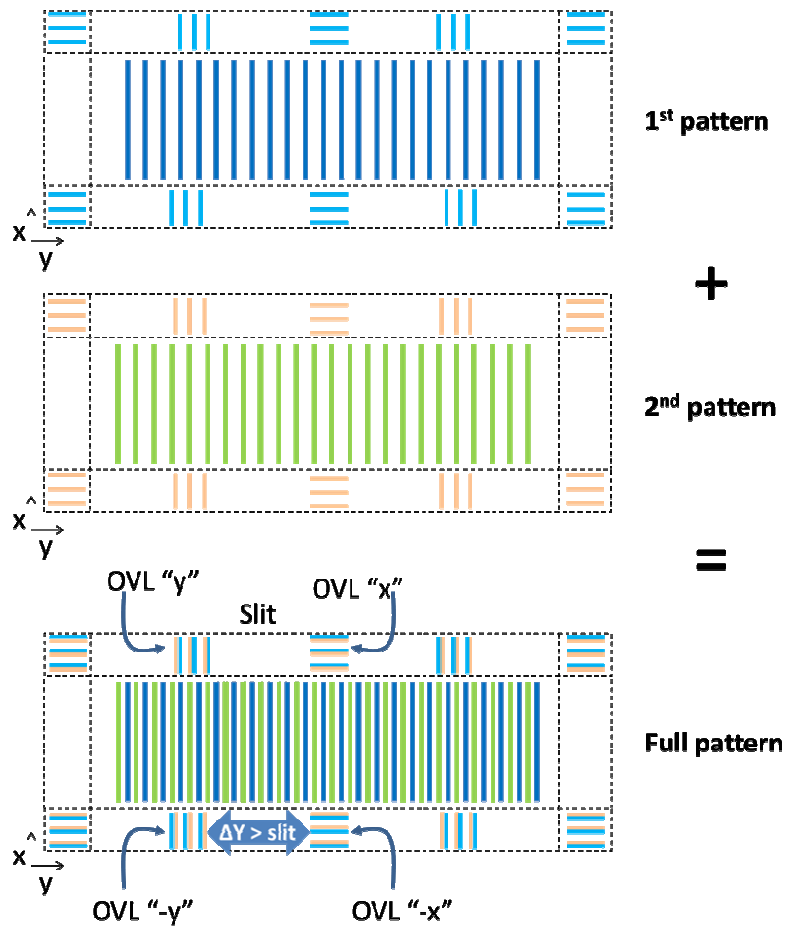 1st pattern
x^
y
+
2nd pattern
x^
y
=
OVL “y”
Slit
OVL “x”
Full pattern
ΔY > slit
x^
y
OVL “-y”
OVL “-x”